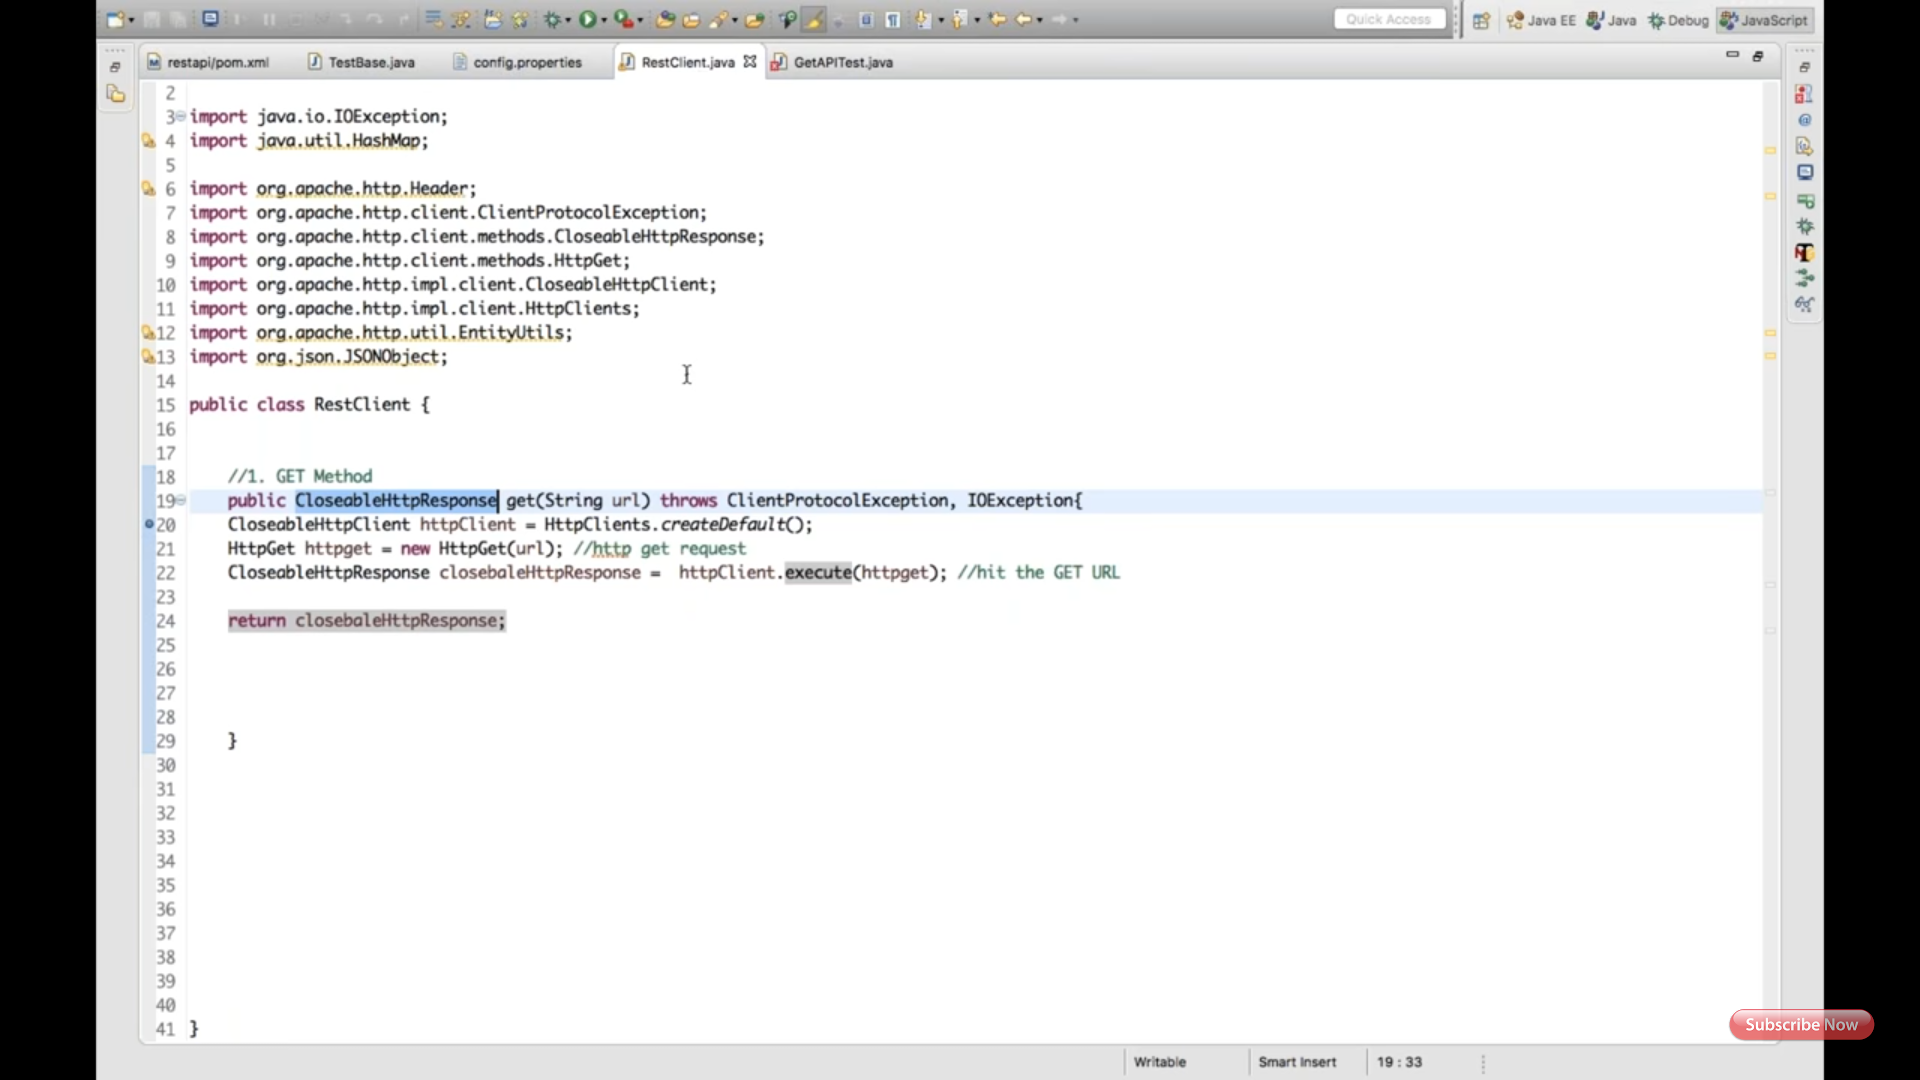 Quick Access
Java EE
Java
Debug
JavaScript
restapi/pom.xml
TestBase.java
config.properties
RestClient.java
GetAPITest.java
2
3 import java.io.IOException;
4 import java.util.HashMap;
5
6 import org.apache.http.Header;
7 import org.apache.http.client.ClientProtocolException;
8 import org.apache.http.client.methods.CloseableHttpResponse;
9 import org.apache.http.client.methods.HttpGet;
10 import org.apache.http.impl.client.CloseableHttpClient;
11 import org.apache.http.impl.client.HttpClients;
12 import org.apache.http.util.EntityUtils;
13 import org.json.JSONObject;
14
15 public class RestClient {
16
17
18 //1. GET Method
19 public CloseableHttpResponse get(String url) throws ClientProtocolException, IOException{
20 CloseableHttpClient httpClient = HttpClients.createDefault();
21 HttpGet httpget = new HttpGet(url); //http get request
22 CloseableHttpResponse closebaleHttpResponse =  httpClient.execute(httpget); //hit the GET URL
23
24 return closebaleHttpResponse;
25
26
27
28
29 }
30
31
32
33
34
35
36
37
38
39
40
41 }
Subscribe Now
Writable
Smart Insert
19 : 33